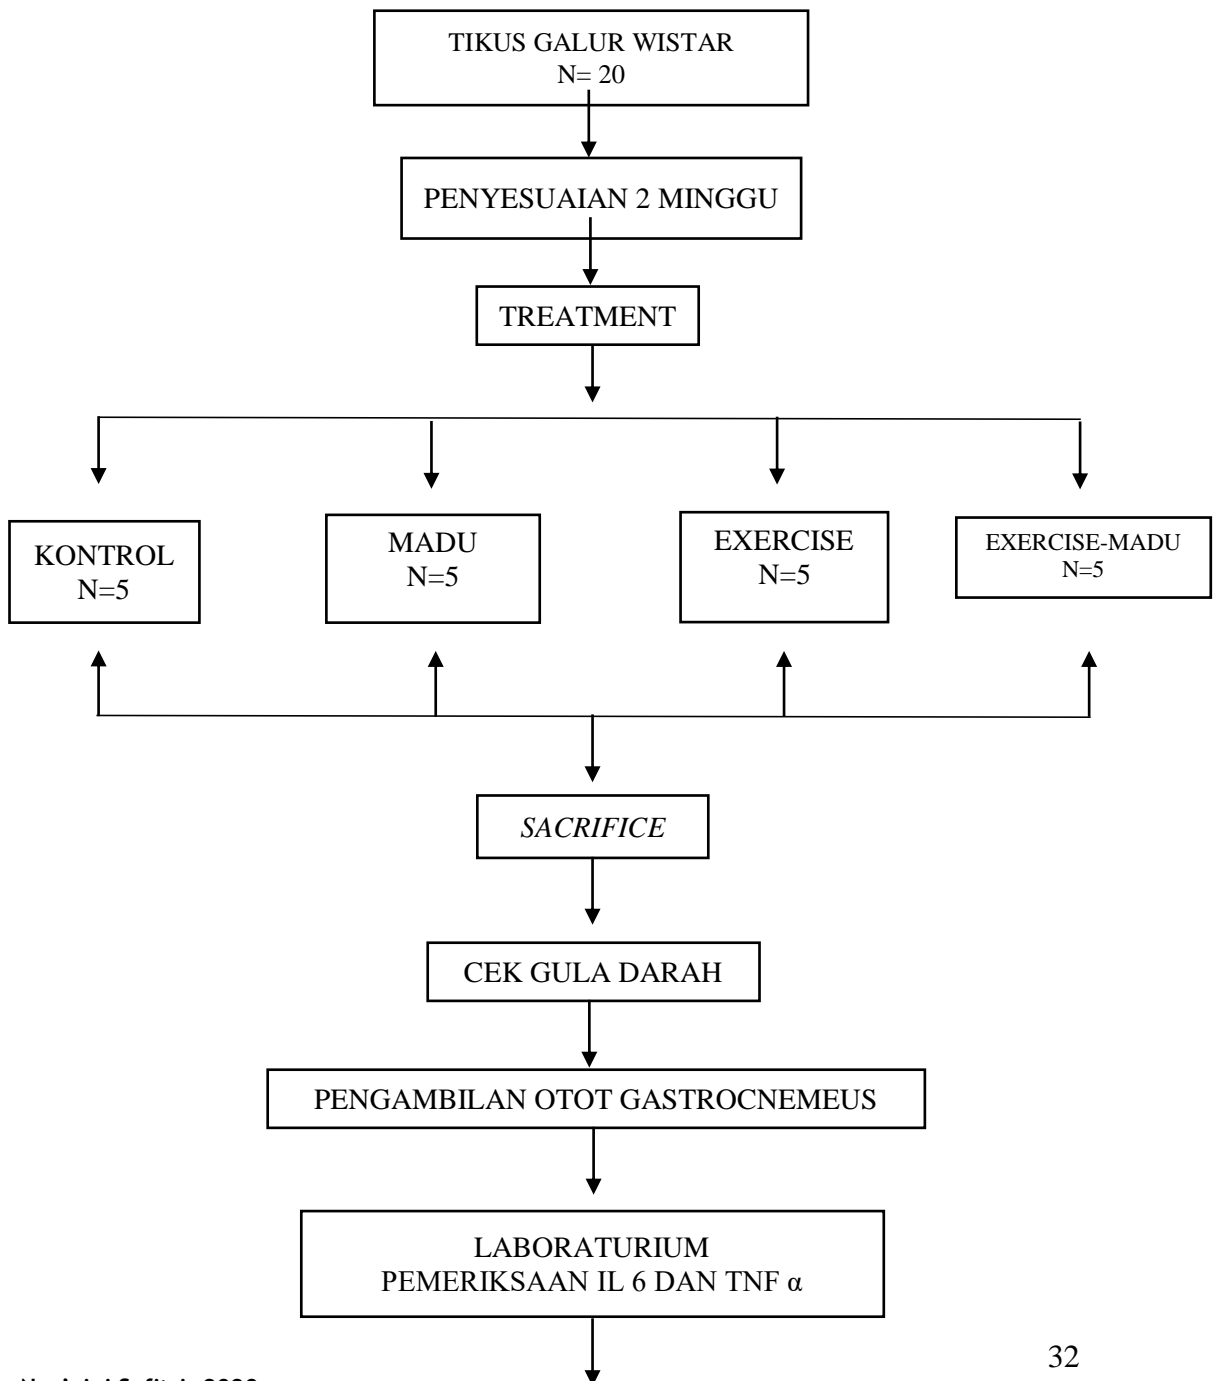 TIKUS GALUR WISTAR
N= 20
PENYESUAIAN 2 MINGGU
TREATMENT
KONTROL
N=5
MADU
N=5
EXERCISE
N=5
EXERCISE-MADU
N=5
SACRIFICE
CEK GULA DARAH
PENGAMBILAN OTOT GASTROCNEMEUS
LABORATURIUM
PEMERIKSAAN IL 6 DAN TNF α
32